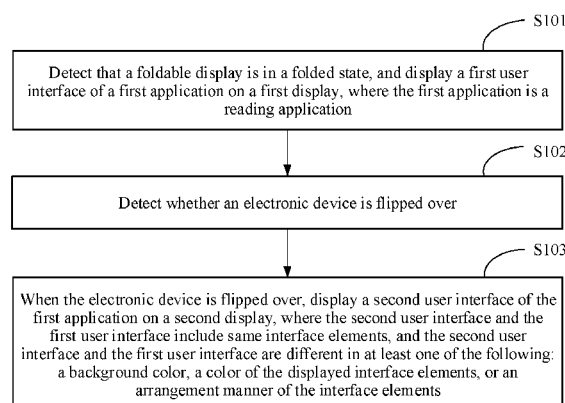 S101
Detect that a foldable display is in a folded state, and display a first user
interface of a first application on a first display, where the first application is a
reading application
S102
Detect whether an electronic device is flipped over
S103
When the electronic device is flipped over, display a second user interface of the
first application on a second display, where the second user interface and the
first user interface include same interface elements, and the second user
interface and the first user interface are different in at least one of the following:
a background color, a color of the displayed interface elements, or an
arrangement manner of the interface elements